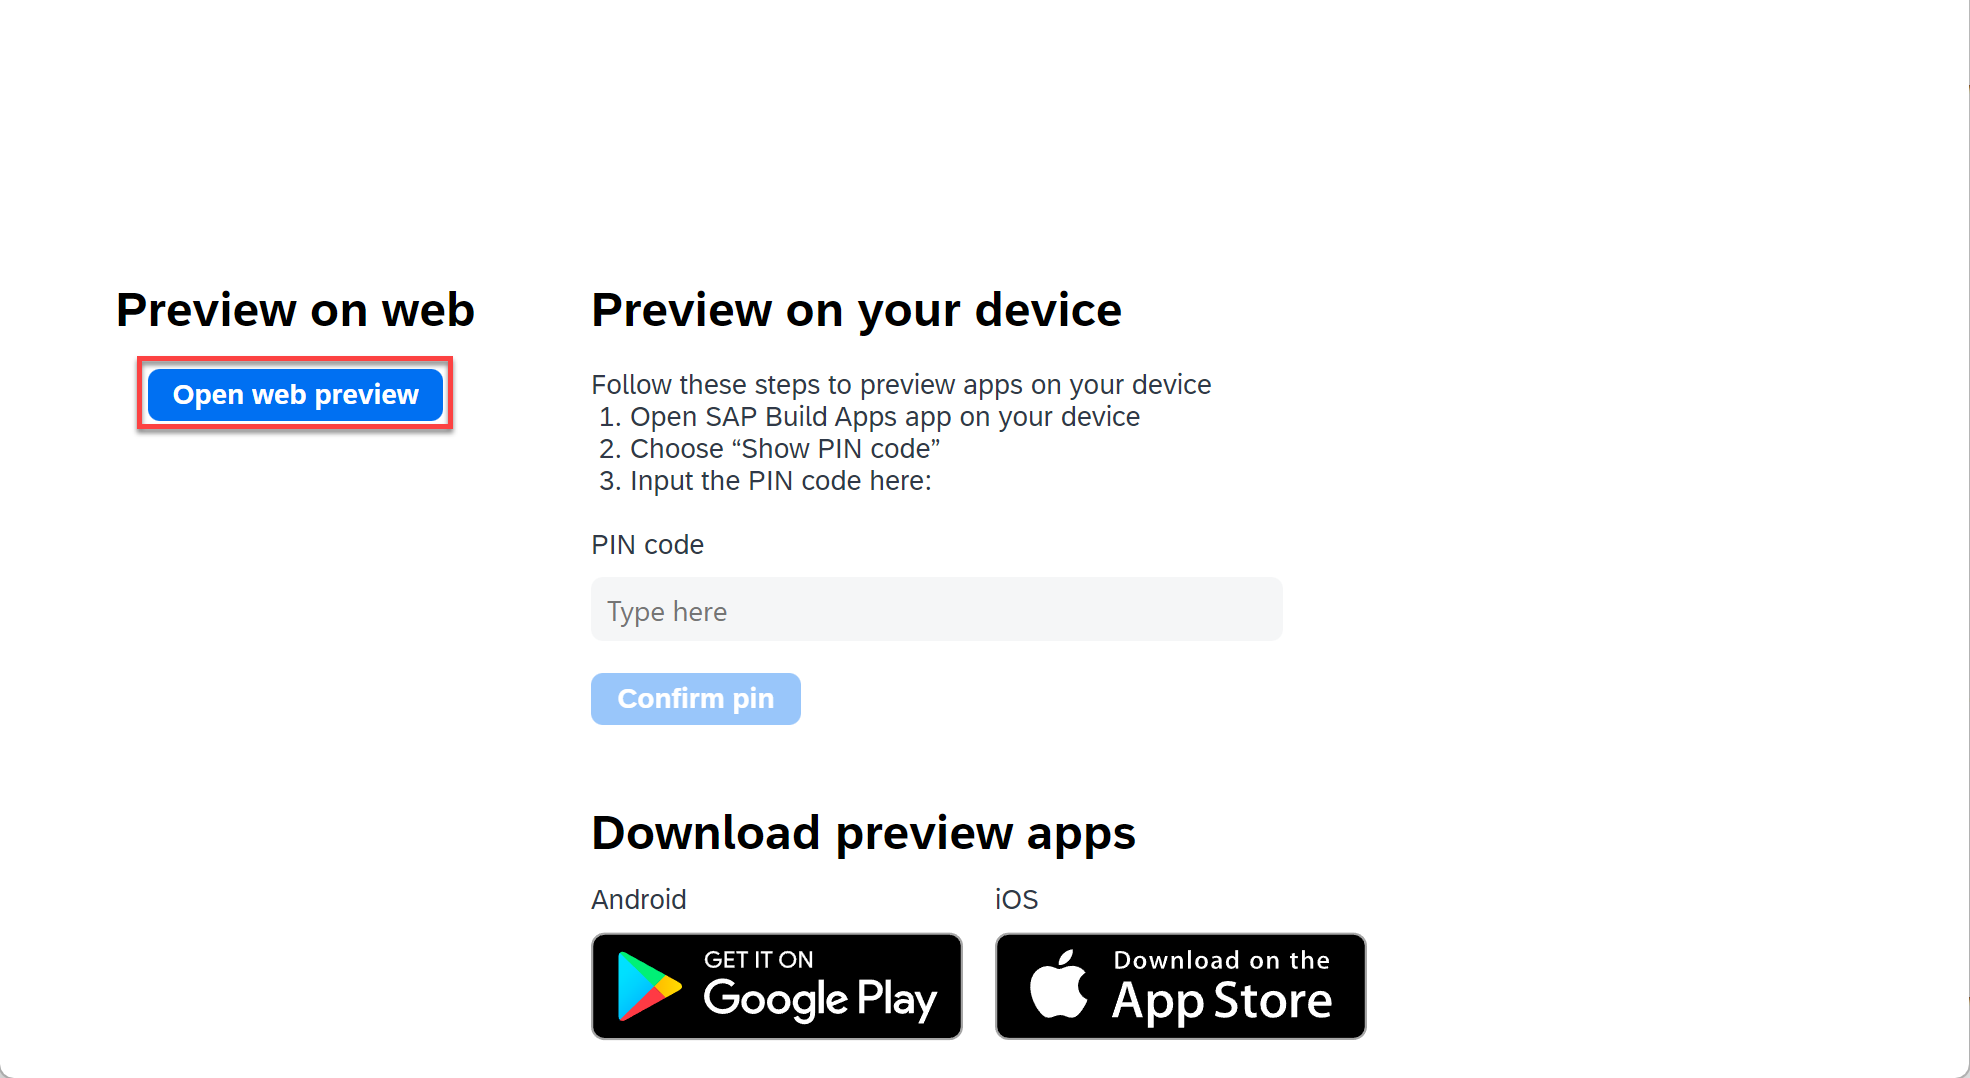 Preview on web
Open web preview
Preview on your device
Follow these steps to preview apps on your device
1. Open SAP Build Apps app on your device
2. Choose “Show PIN code”
3. Input the PIN code here:
PIN code
Type here
Confirm pin
Download preview apps
Android
GET IT ON
Google Play
iOS
Download on the
App Store